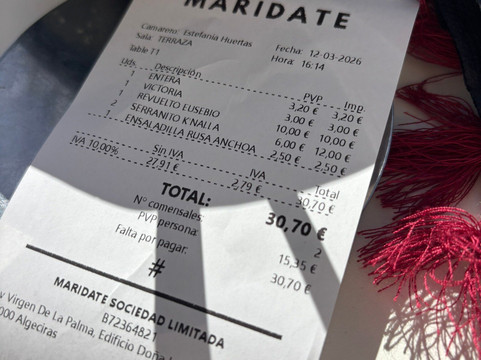 MARIDATE
Camarero: Estefanía Huertas
Sala: TERRAZA
Fecha: 12-03-2026
Table T1
Hora: 16:14
Uds. Descripción PVP Imp.
1 ENTERA 3,20 € 3,20 €
1 VICTORIA 3,00 € 3,00 €
1 REVUELTO EUSEBIO 10,00 € 10,00 €
2 SERRANITO K'NALLA 6,00 € 12,00 €
1 ENSALADILLA RUSA ANCHOA 2,50 € 2,50 €
Sin IVA IVA Total
IVA 10,00% 27,91 € 2,79 € 30,70 €
TOTAL: 30,70 €
Nº comensales: 2
PVP persona: 15,35 €
Falta por pagar: 30,70 €
#
MARIDATE SOCIEDAD LIMITADA
B72364821
Virgen De La Palma, Edificio Doña
000 Algeciras